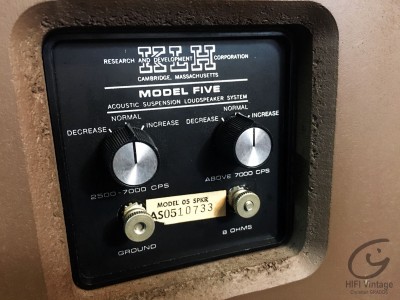 KLH
RESEARCH AND DEVELOPMENT CORPORATION
CAMBRIDGE, MASSACHUSETTS
MODEL FIVE
ACOUSTIC SUSPENSION LOUDSPEAKER SYSTEM
NORMAL
DECREASE
INCREASE
2500-7000 CPS
NORMAL
DECREASE
INCREASE
ABOVE 7000 CPS
MODEL 05 SPKR
AS0510733
GROUND
8 OHMS
HIFI Vintage